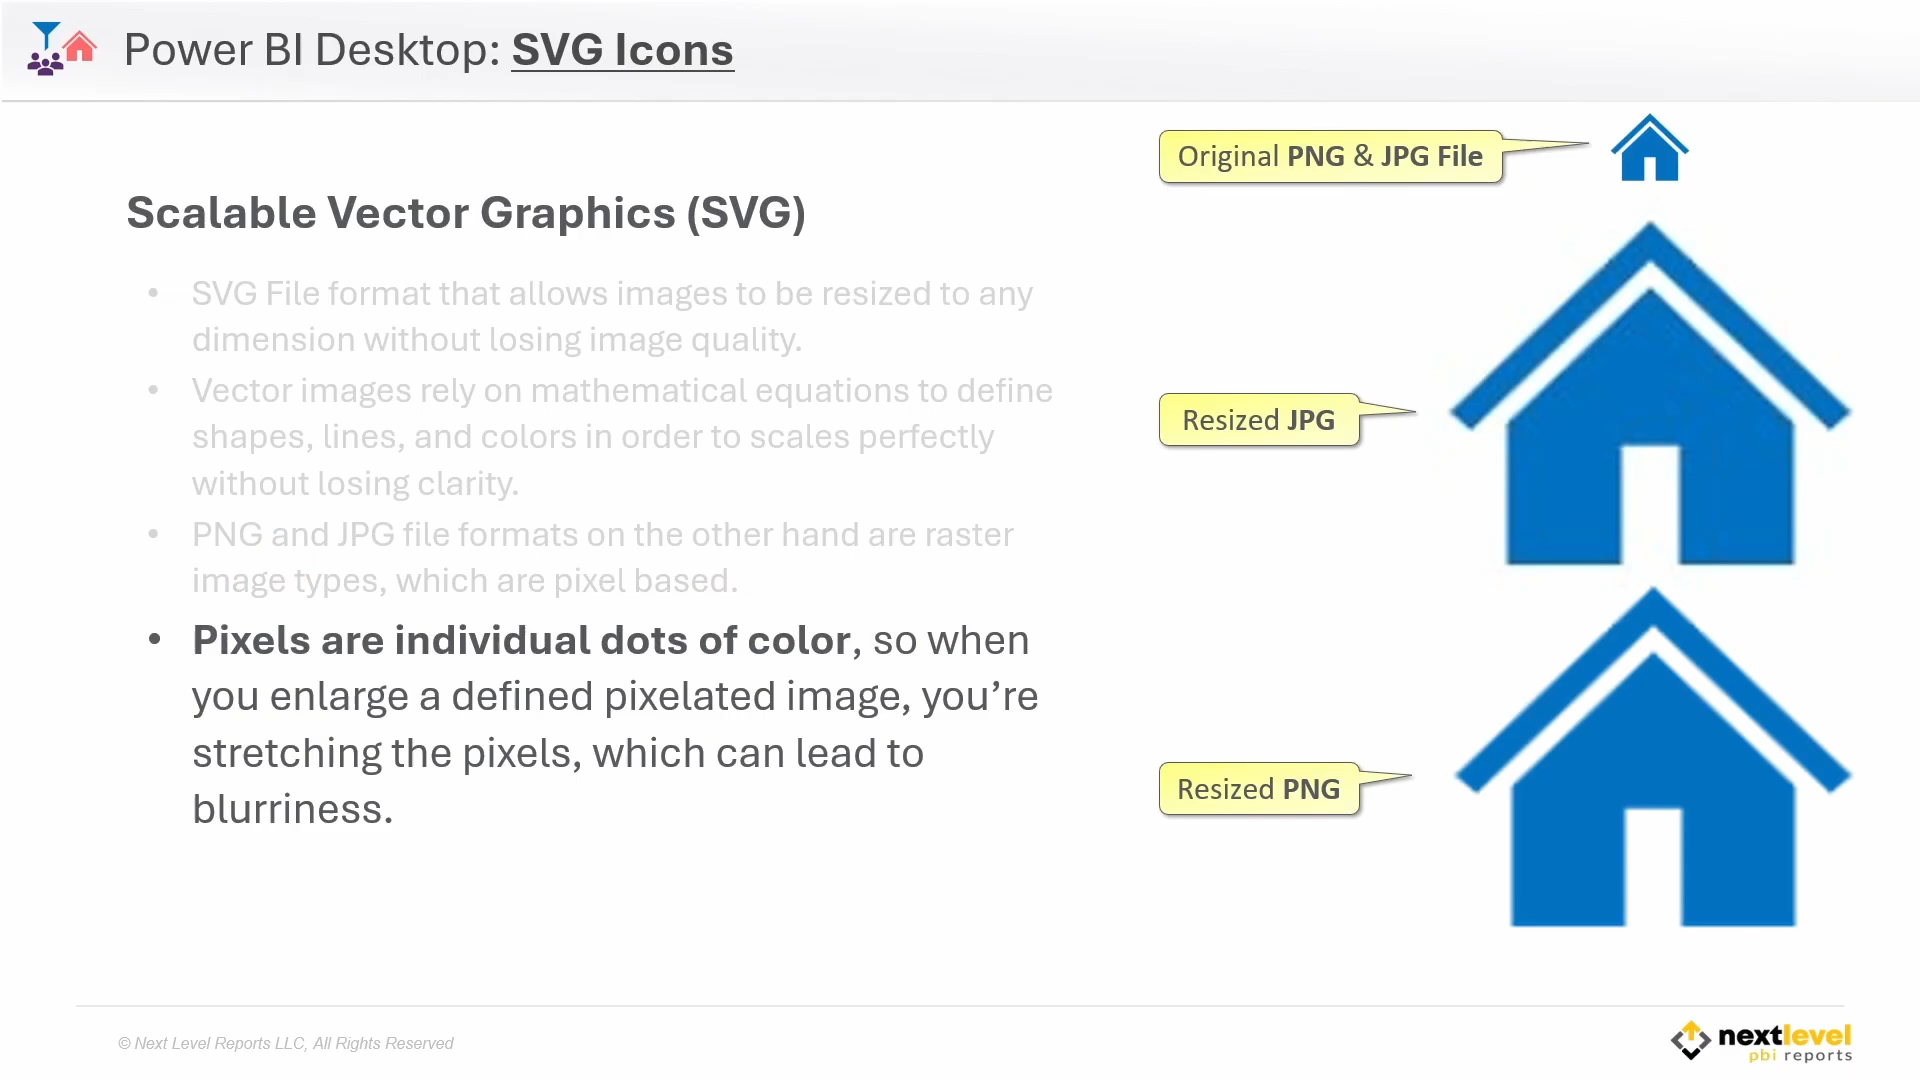 Power BI Desktop: SVG Icons
Original PNG & JPG File
Scalable Vector Graphics (SVG)
• SVG File format that allows images to be resized to any
dimension without losing image quality.
• Vector images rely on mathematical equations to define
shapes, lines, and colors in order to scales perfectly
without losing clarity.
• PNG and JPG file formats on the other hand are raster
image types, which are pixel based.
• Pixels are individual dots of color, so when
you enlarge a defined pixelated image, you’re
stretching the pixels, which can lead to
blurriness.
Resized JPG
Resized PNG
© Next Level Reports LLC, All Rights Reserved
nextlevel
pbi reports